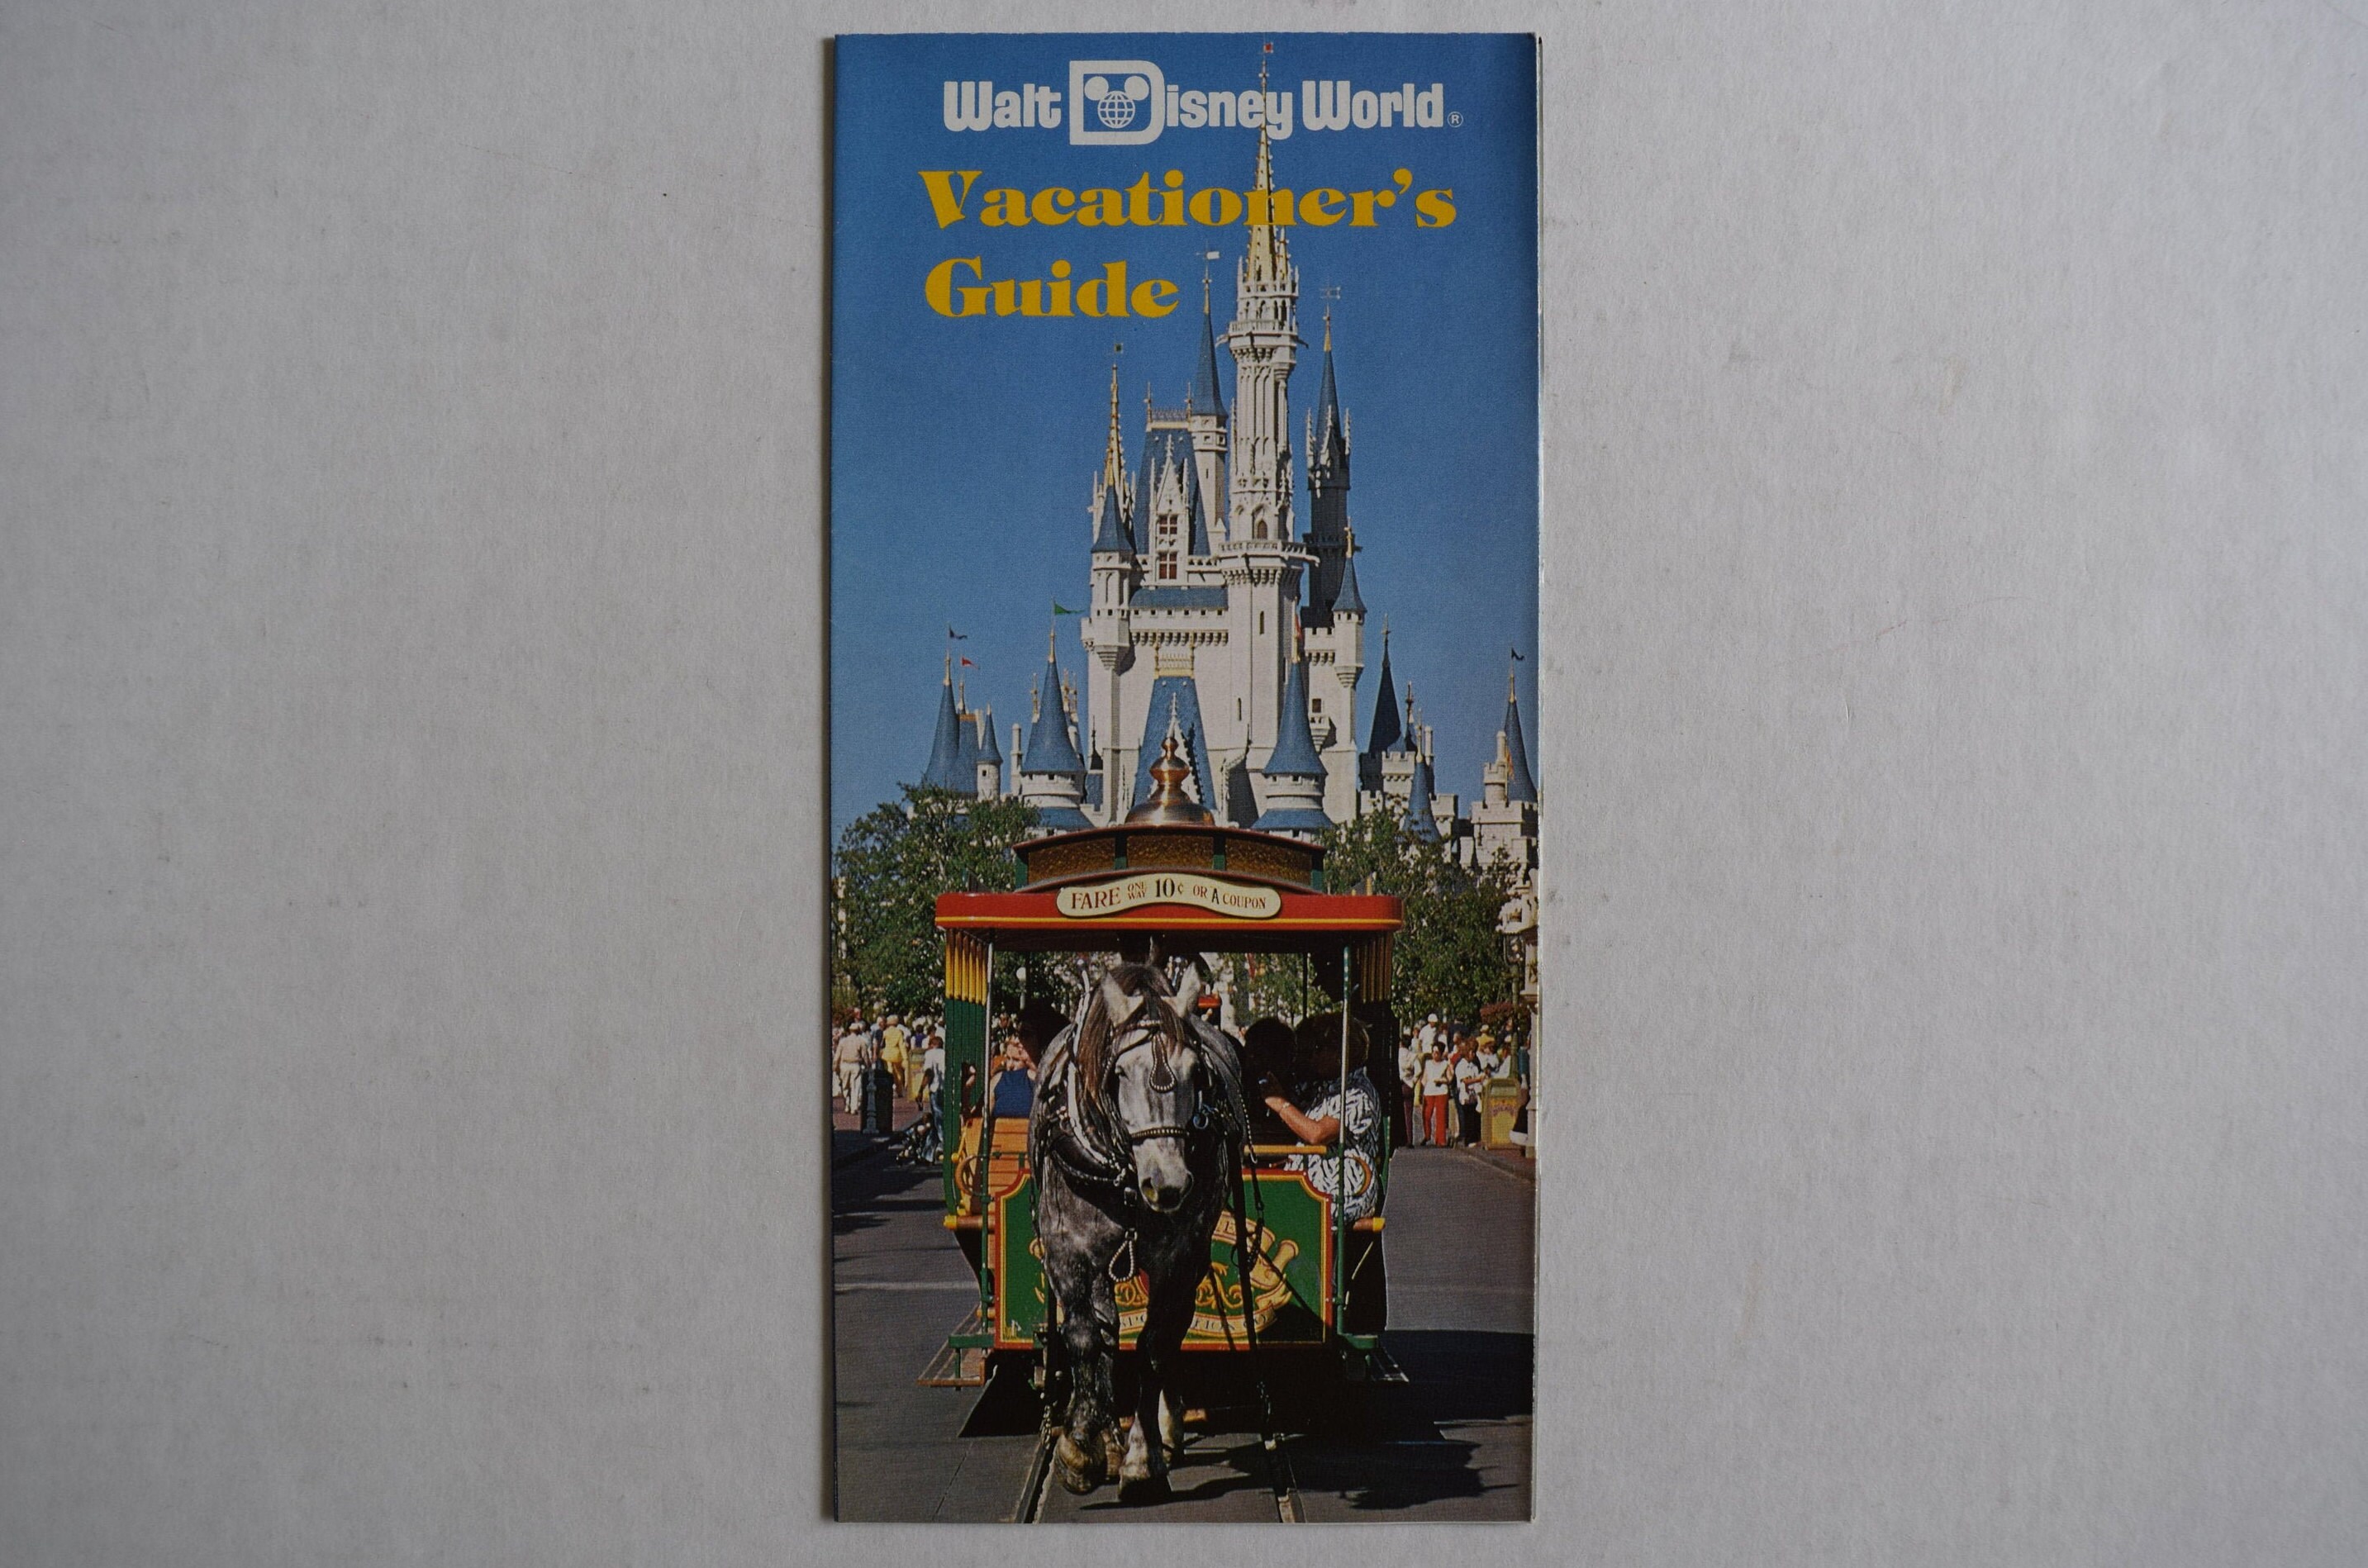 Walt Disney World®
Vacationer's
Guide
FARE ONE WAY 10¢ OR A COUPON